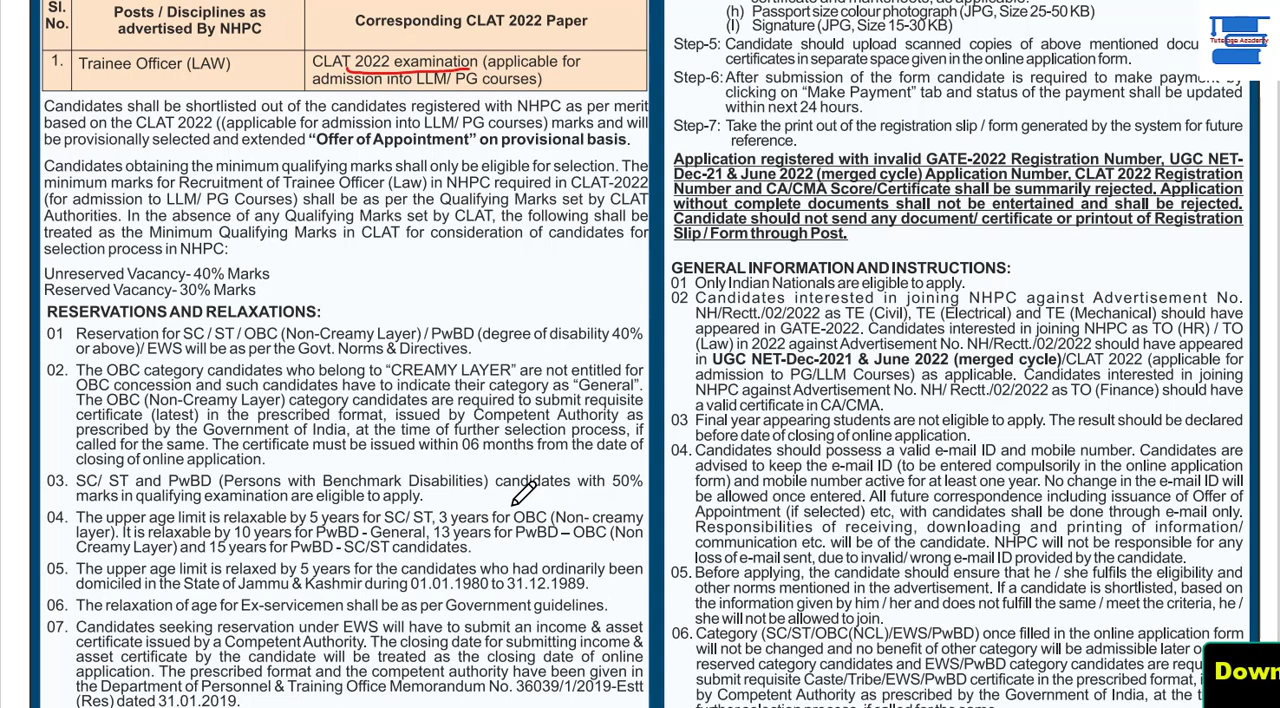 Sl.
No.
Posts / Disciplines as
advertised By NHPC
Corresponding CLAT 2022 Paper
1.
Trainee Officer (LAW)
CLAT 2022 examination (applicable for
admission into LLM/ PG courses)
Candidates shall be shortlisted out of the candidates registered with NHPC as per merit
based on the CLAT 2022 ((applicable for admission into LLM/ PG courses) marks and will
be provisionally selected and extended “Offer of Appointment” on provisional basis.
Candidates obtaining the minimum qualifying marks shall only be eligible for selection. The
minimum marks for Recruitment of Trainee Officer (Law) in NHPC required in CLAT-2022
(for admission to LLM/ PG Courses) shall be as per the Qualifying Marks set by CLAT
Authorities. In the absence of any Qualifying Marks set by CLAT, the following shall be
treated as the Minimum Qualifying Marks in CLAT for consideration of candidates for
selection process in NHPC:
Unreserved Vacancy- 40% Marks
Reserved Vacancy- 30% Marks
RESERVATIONS AND RELAXATIONS:
01 Reservation for SC / ST / OBC (Non-Creamy Layer) / PwBD (degree of disability 40%
or above)/ EWS will be as per the Govt. Norms & Directives.
02. The OBC category candidates who belong to “CREAMY LAYER” are not entitled for
OBC concession and such candidates have to indicate their category as “General”.
The OBC (Non-Creamy Layer) category candidates are required to submit requisite
certificate (latest) in the prescribed format, issued by Competent Authority as
prescribed by the Government of India, at the time of further selection process, if
called for the same. The certificate must be issued within 06 months from the date of
closing of online application.
03. SC/ ST and PwBD (Persons with Benchmark Disabilities) candidates with 50%
marks in qualifying examination are eligible to apply.
04. The upper age limit is relaxable by 5 years for SC/ ST, 3 years for OBC (Non- creamy
layer). It is relaxable by 10 years for PwBD - General, 13 years for PwBD – OBC (Non
Creamy Layer) and 15 years for PwBD - SC/ST candidates.
05. The upper age limit is relaxed by 5 years for the candidates who had ordinarily been
domiciled in the State of Jammu & Kashmir during 01.01.1980 to 31.12.1989.
06. The relaxation of age for Ex-servicemen shall be as per Government guidelines.
07. Candidates seeking reservation under EWS will have to submit an income & asset
certificate issued by a Competent Authority. The closing date for submitting income &
asset certificate by the candidate will be treated as the closing date of online
application. The prescribed format and the competent authority have been given in
the Department of Personnel & Training Office Memorandum No. 36039/1/2019-Estt
(Res) dated 31.01.2019.
(h) Passport size colour photograph (JPG, Size 25-50 KB)
(I) Signature (JPG, Size 15-30 KB)
Step-5: Candidate should upload scanned copies of above mentioned docu
certificates in separate space given in the online application form.
Step-6: After submission of the form candidate is required to make payment by
clicking on “Make Payment” tab and status of the payment shall be updated
within next 24 hours.
Step-7: Take the print out of the registration slip / form generated by the system for future
reference.
Application registered with invalid GATE-2022 Registration Number, UGC NET-
Dec-21 & June 2022 (merged cycle) Application Number, CLAT 2022 Registration
Number and CA/CMA Score/Certificate shall be summarily rejected. Application
without complete documents shall not be entertained and shall be rejected.
Candidate should not send any document/ certificate or printout of Registration
Slip / Form through Post.
GENERAL INFORMATION AND INSTRUCTIONS:
01 Only Indian Nationals are eligible to apply.
02 Candidates interested in joining NHPC against Advertisement No.
NH/Rectt./02/2022 as TE (Civil), TE (Electrical) and TE (Mechanical) should have
appeared in GATE-2022. Candidates interested in joining NHPC as TO (HR) / TO
(Law) in 2022 against Advertisement No. NH/Rectt./02/2022 should have appeared
in UGC NET-Dec-2021 & June 2022 (merged cycle)/CLAT 2022 (applicable for
admission to PG/LLM Courses) as applicable. Candidates interested in joining
NHPC against Advertisement No. NH/ Rectt./02/2022 as TO (Finance) should have
a valid certificate in CA/CMA.
03 Final year appearing students are not eligible to apply. The result should be declared
before date of closing of online application.
04. Candidates should possess a valid e-mail ID and mobile number. Candidates are
advised to keep the e-mail ID (to be entered compulsorily in the online application
form) and mobile number active for at least one year. No change in the e-mail ID will
be allowed once entered. All future correspondence including issuance of Offer of
Appointment (if selected) etc, with candidates shall be done through e-mail only.
Responsibilities of receiving, downloading and printing of information/
communication etc. will be of the candidate. NHPC will not be responsible for any
loss of e-mail sent, due to invalid/ wrong e-mail ID provided by the candidate.
05. Before applying, the candidate should ensure that he / she fulfils the eligibility and
other norms mentioned in the advertisement. If a candidate is shortlisted, based on
the information given by him / her and does not fulfill the same / meet the criteria, he /
she will not be allowed to join.
06. Category (SC/ST/OBC(NCL)/EWS/PwBD) once filled in the online application form
will not be changed and no benefit of other category will be admissible later o
reserved category candidates and EWS/PwBD category candidates are requ
submit requisite Caste/Tribe/EWS/PwBD certificate in the prescribed format, i
by Competent Authority as prescribed by the Government of India, at the t
Tutelage Academy
Down